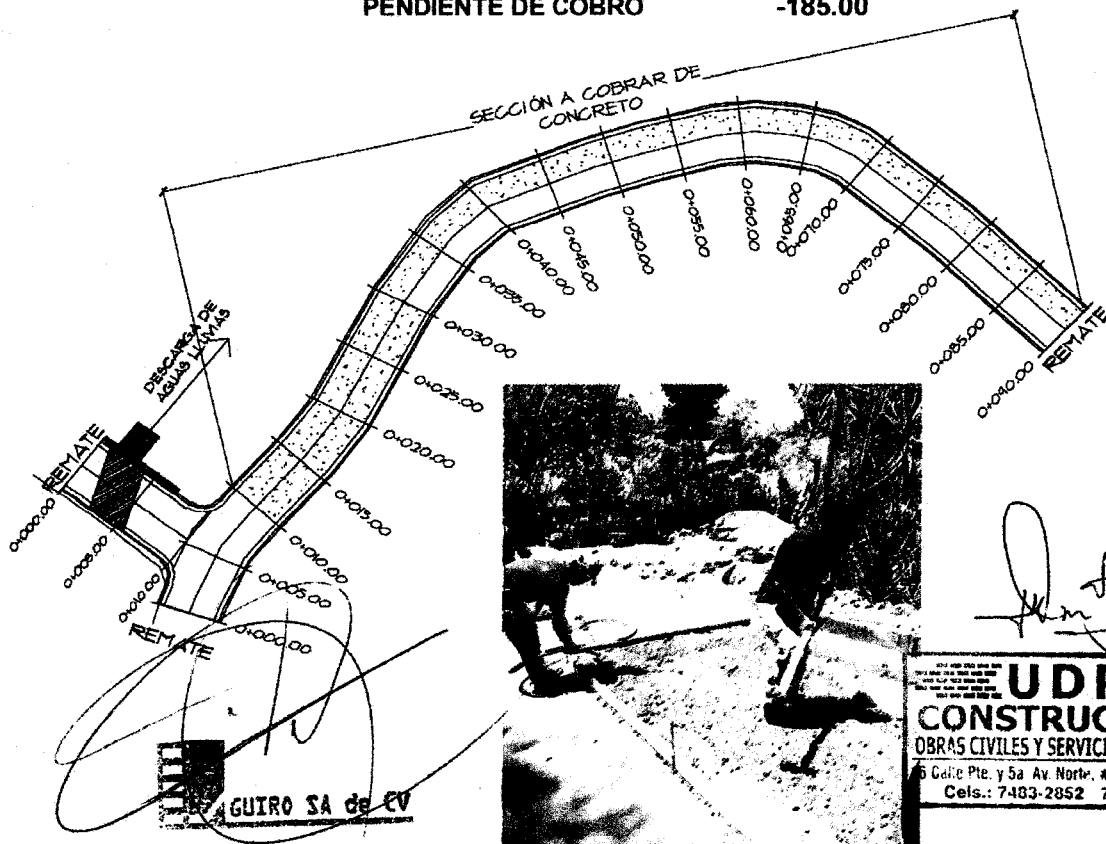 PENDIENTE DE COBRO -185.00
SECCIÓN A COBRAR DE
CONCRETO
DESCARGA DE
AGUAS LLUVIAS
REMATE
0+000.00
0+005.00
0+010.00
REMATE
0+000.00
0+005.00
0+010.00
0+015.00
0+020.00
0+025.00
0+030.00
0+035.00
0+040.00
0+045.00
0+050.00
0+055.00
0+060.00
0+065.00
0+070.00
0+075.00
0+080.00
0+085.00
0+090.00
REMATE
GUIRO SA de CV
UD
CONSTRUC
OBRAS CIVILES Y SERVICI
5 Calle Pte. y 5a Av. Norte, #
Cels.: 7483-2852 7